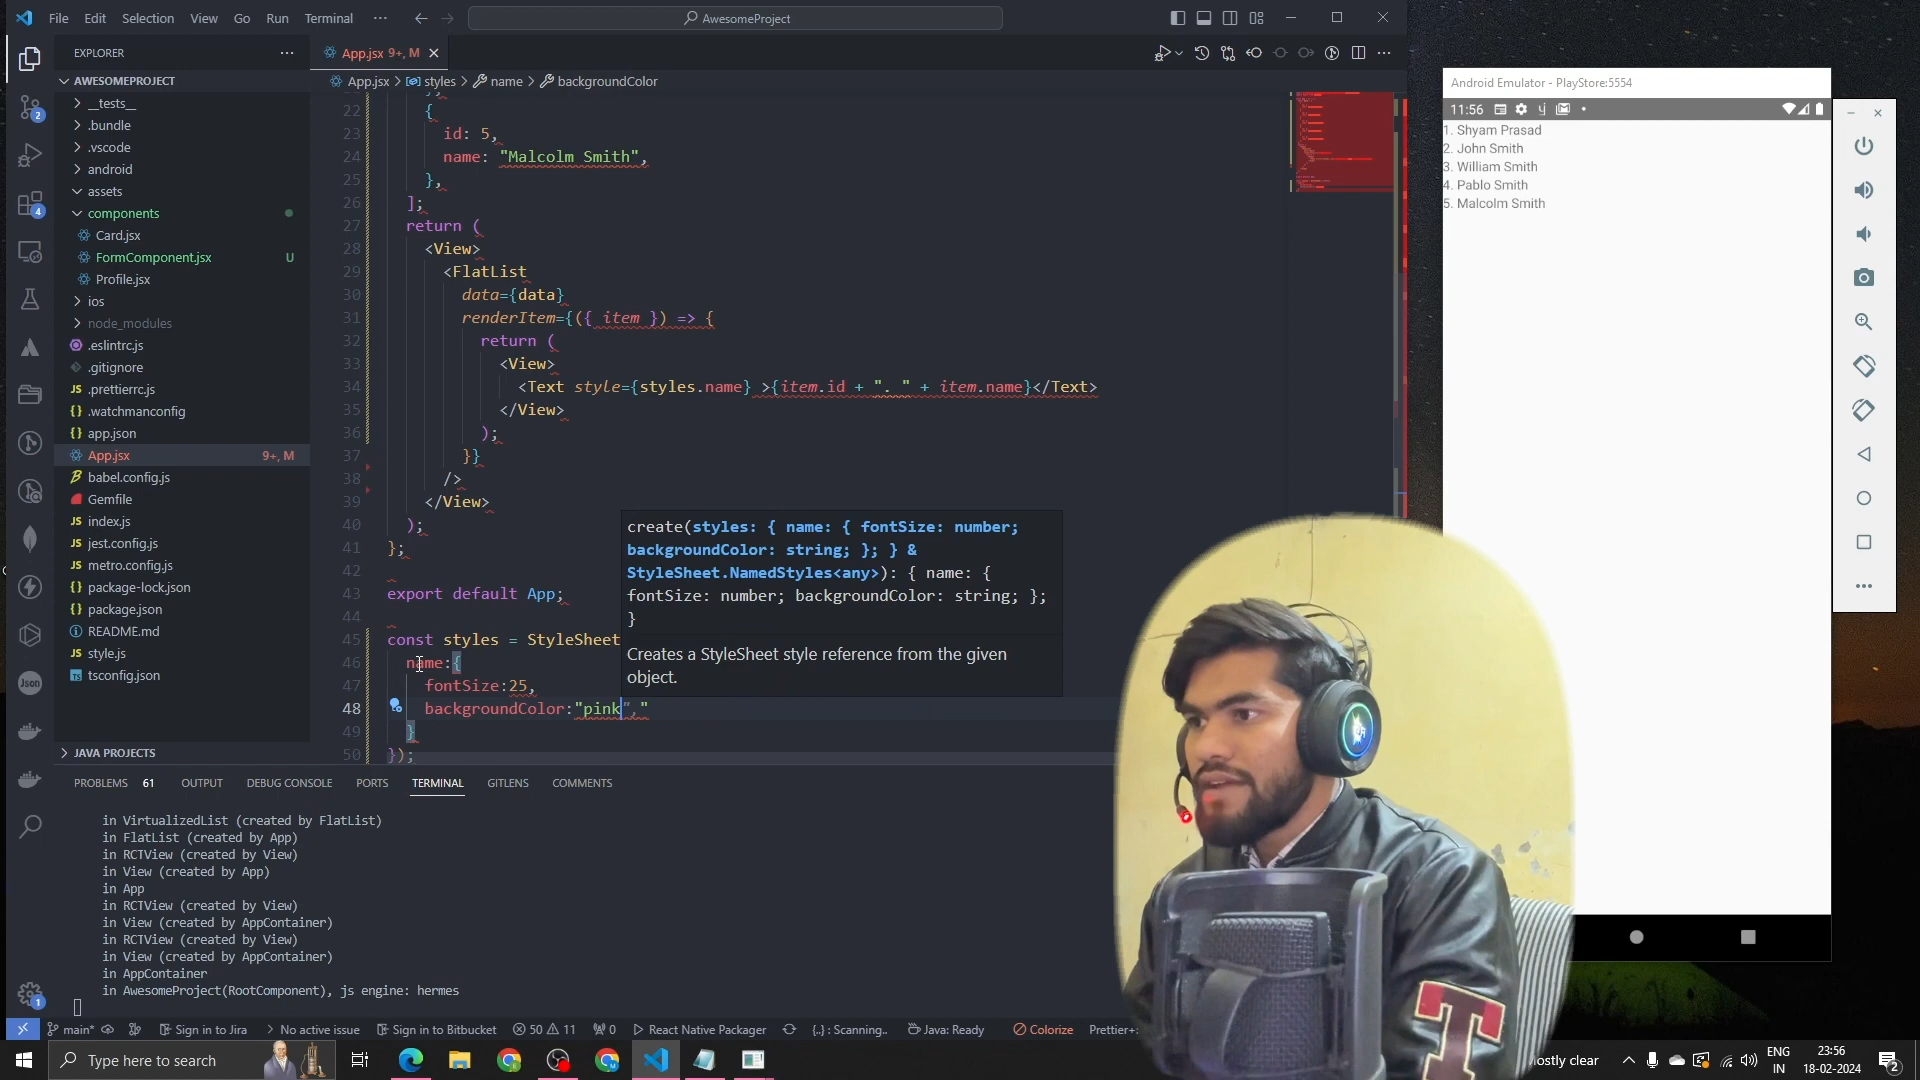 File Edit Selection View Go Run Terminal ··· AwesomeProject
EXPLORER ···
App.jsx 9+, M
AWESOMEPROJECT
App.jsx > styles > name > backgroundColor
__tests__
.bundle
.vscode
android
assets
components
Card.jsx
FormComponent.jsx U
Profile.jsx
ios
node_modules
.eslintrc.js
.gitignore
.prettierrc.js
.watchmanconfig
app.json
App.jsx 9+, M
babel.config.js
Gemfile
index.js
jest.config.js
metro.config.js
package-lock.json
package.json
README.md
style.js
tsconfig.json
JAVA PROJECTS
22 {
23 id: 5,
24 name: "Malcolm Smith",
25 },
26 ];
27 return (
28 <View>
29 <FlatList
30 data={data}
31 renderItem={({ item }) => {
32 return (
33 <View>
34 <Text style={styles.name} >{item.id + ". " + item.name}</Text>
35 </View>
36 );
37 }}
38 />
39 </View>
40 );
41 };
42
43 export default App;
44
45 const styles = StyleSheet
46 name:{
47 fontSize:25,
48 backgroundColor:"pink","
49 }
50 });
create(styles: { name: { fontSize: number;
backgroundColor: string; }; } &
StyleSheet.NamedStyles<any>): { name: {
fontSize: number; backgroundColor: string; };
}
Creates a StyleSheet style reference from the given
object.
PROBLEMS 61 OUTPUT DEBUG CONSOLE PORTS TERMINAL GITLENS COMMENTS
in VirtualizedList (created by FlatList)
in FlatList (created by App)
in RCTView (created by View)
in View (created by App)
in App
in RCTView (created by View)
in View (created by AppContainer)
in RCTView (created by View)
in View (created by AppContainer)
in AppContainer
in AwesomeProject(RootComponent), js engine: hermes
main* Sign in to Jira No active issue Sign in to Bitbucket 50 11 0 React Native Packager {..} : Scanning.. Java: Ready Colorize Prettier+:
Android Emulator - PlayStore:5554
11:56
1. Shyam Prasad
2. John Smith
3. William Smith
4. Pablo Smith
5. Malcolm Smith
Type here to search
ostly clear
ENG
IN
23:56
18-02-2024
2